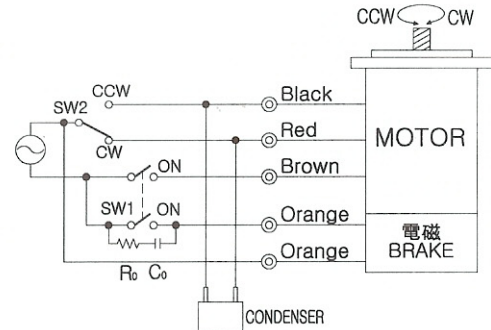 CCW CW
CCW
Black
SW2
Red
CW
MOTOR
ON
Brown
SW1 ON
Orange
電磁
BRAKE
Orange
R₀ C₀
CONDENSER